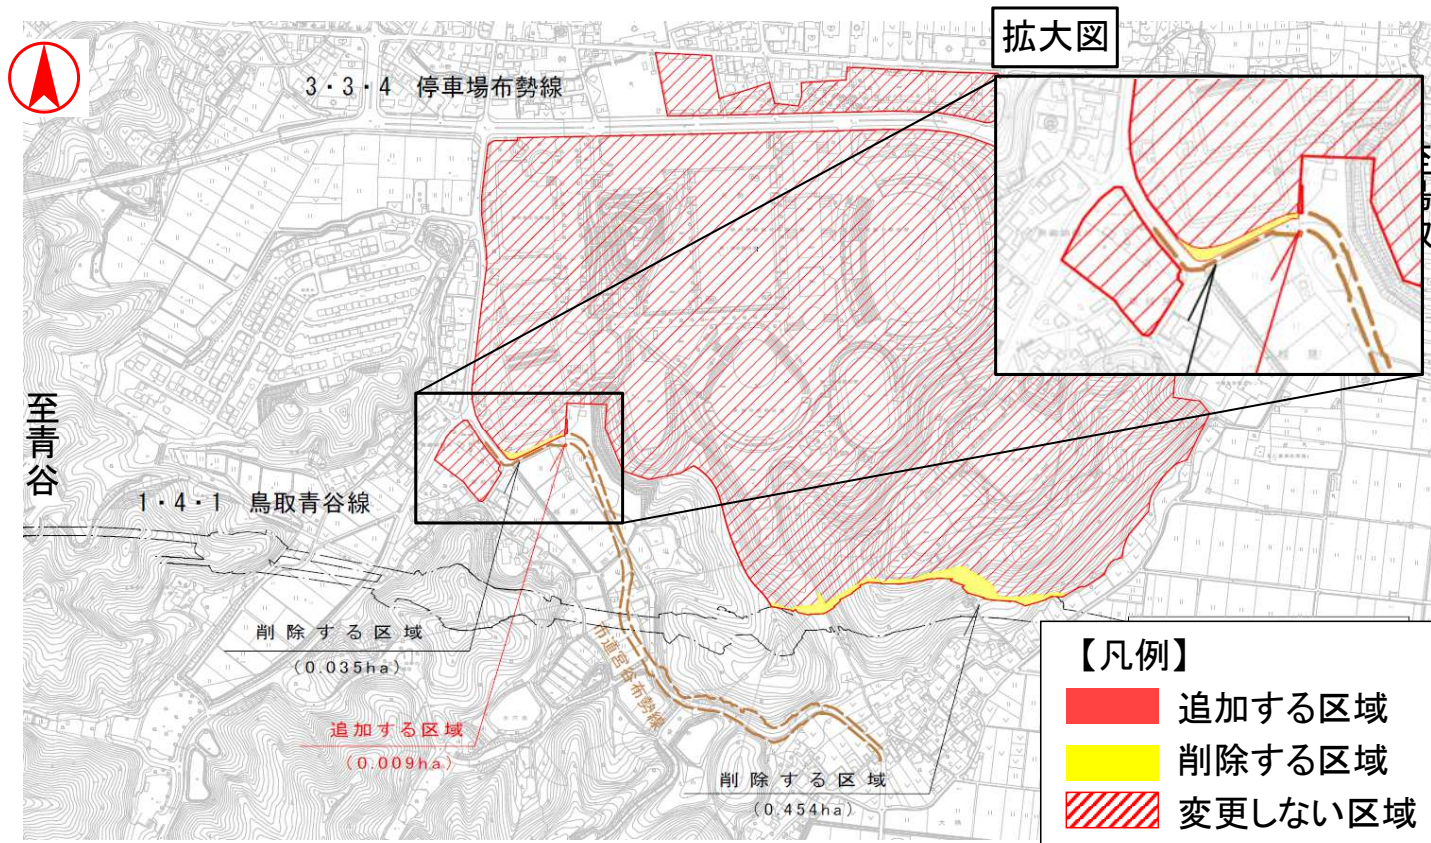 拡大図
3・3・4 停車場布勢線
至青谷
1・4・1 鳥取青谷線
削除する区域
(0.035ha)
追加する区域
(0.009ha)
市道宮谷布勢線
削除する区域
(0.454ha)
【凡例】
追加する区域
削除する区域
変更しない区域